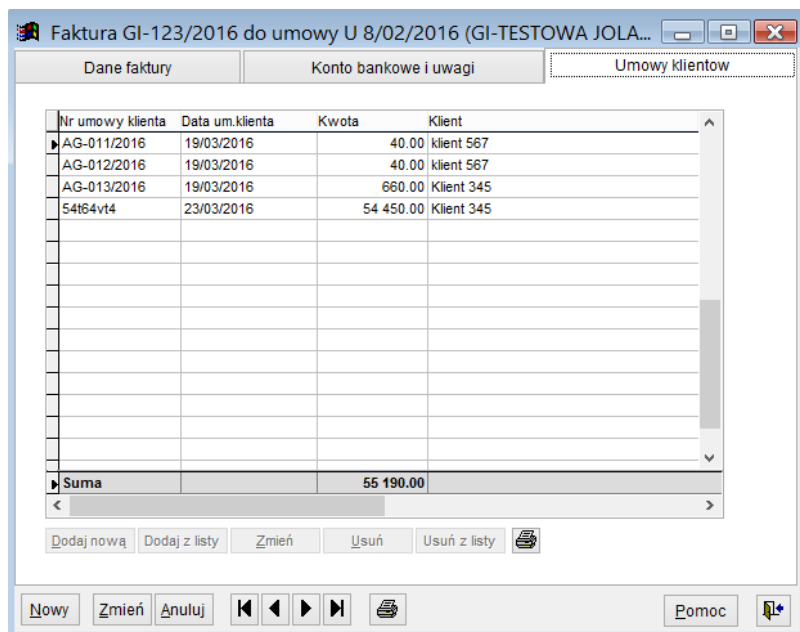 Faktura GI-123/2016 do umowy U 8/02/2016 (GI-TESTOWA JOLA...
Dane faktury Konto bankowe i uwagi Umowy klientow
Nr umowy klienta Data um.klienta Kwota Klient
AG-011/2016 19/03/2016 40.00 klient 567
AG-012/2016 19/03/2016 40.00 klient 567
AG-013/2016 19/03/2016 660.00 Klient 345
54t64vt4 23/03/2016 54 450.00 Klient 345
Suma 55 190.00
Dodaj nową Dodaj z listy Zmień Usuń Usuń z listy
Nowy Zmień Anuluj Pomoc